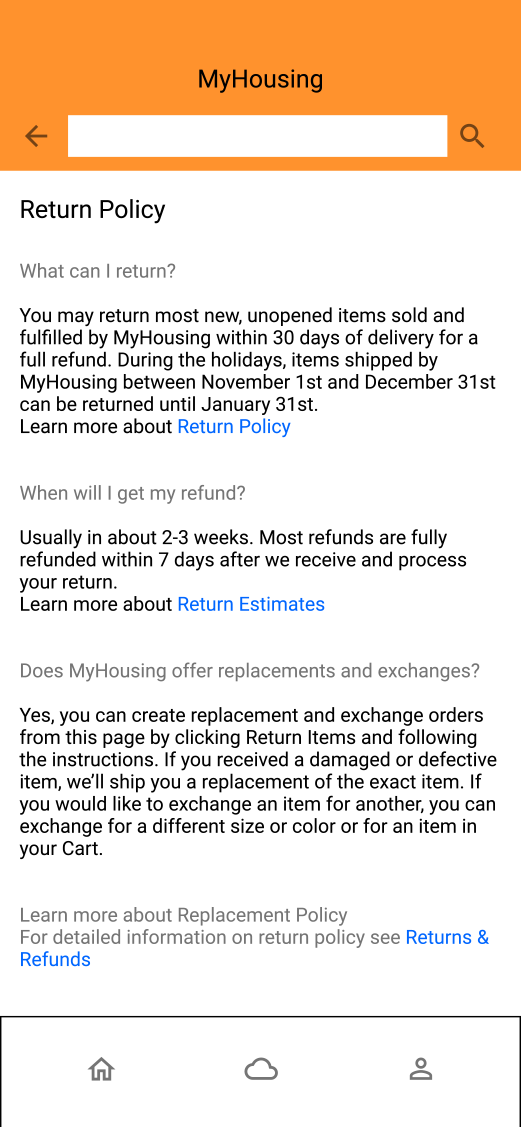 MyHousing
Return Policy
What can I return?
You may return most new, unopened items sold and
fulfilled by MyHousing within 30 days of delivery for a
full refund. During the holidays, items shipped by
MyHousing between November 1st and December 31st
can be returned until January 31st.
Learn more about Return Policy
When will I get my refund?
Usually in about 2-3 weeks. Most refunds are fully
refunded within 7 days after we receive and process
your return.
Learn more about Return Estimates
Does MyHousing offer replacements and exchanges?
Yes, you can create replacement and exchange orders
from this page by clicking Return Items and following
the instructions. If you received a damaged or defective
item, we’ll ship you a replacement of the exact item. If
you would like to exchange an item for another, you can
exchange for a different size or color or for an item in
your Cart.
Learn more about Replacement Policy
For detailed information on return policy see Returns &
Refunds